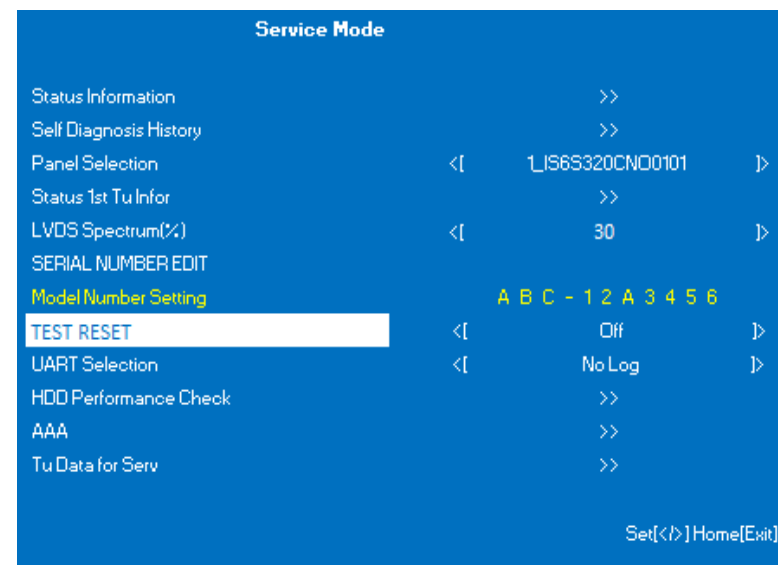 Service Mode
Status Information >>
Self Diagnosis History >>
Panel Selection <[ 1_IS6S320CNO0101 ]>
Status 1st Tu Infor >>
LVDS Spectrum(%) <[ 30 ]>
SERIAL NUMBER EDIT
Model Number Setting A B C - 1 2 A 3 4 5 6
TEST RESET <[ Off ]>
UART Selection <[ No Log ]>
HDD Performance Check >>
AAA >>
Tu Data for Serv >>
Set[</>] Home[Exit]